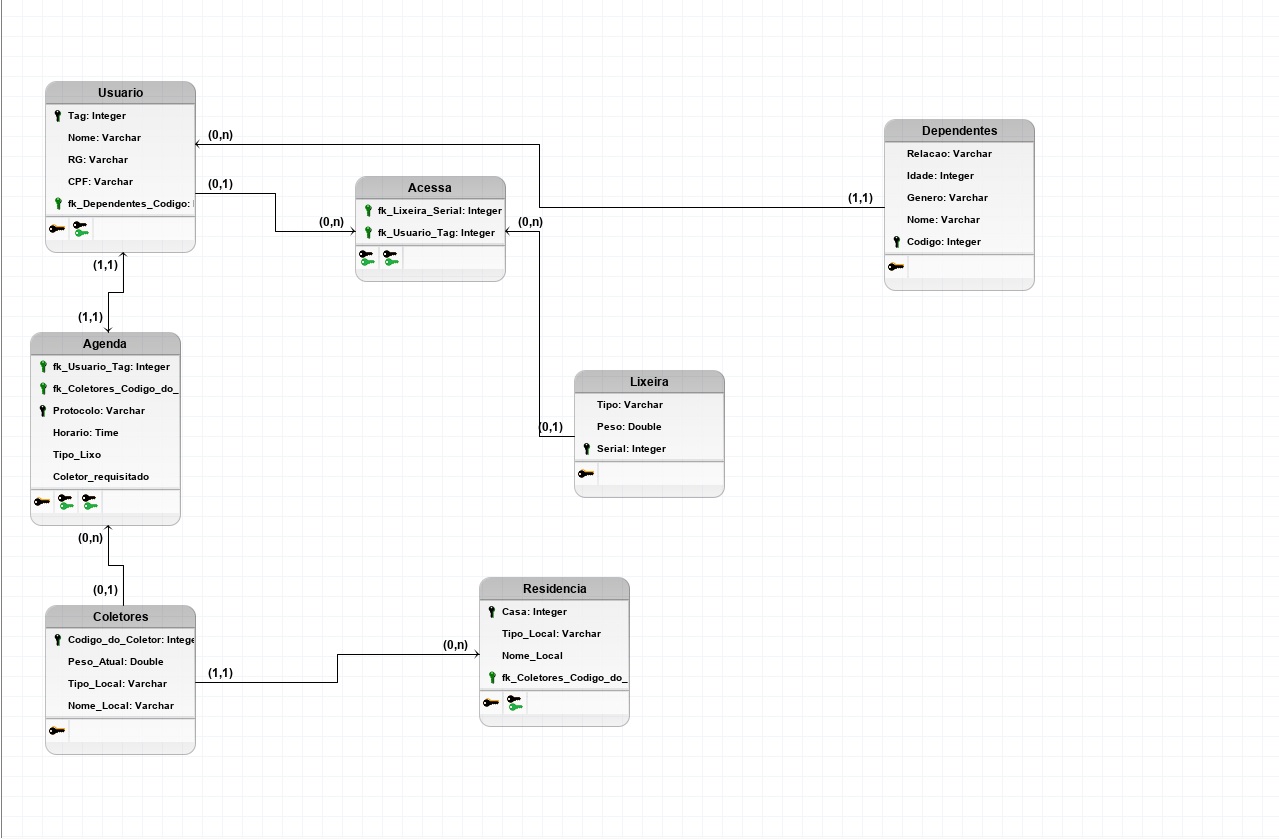 Usuario
Tag: Integer
Nome: Varchar
RG: Varchar
CPF: Varchar
fk_Dependentes_Codigo:
(0,n)
(0,1)
(0,n)
Acessa
fk_Lixeira_Serial: Integer
fk_Usuario_Tag: Integer
(0,n)
(1,1)
Dependentes
Relacao: Varchar
Idade: Integer
Genero: Varchar
Nome: Varchar
Codigo: Integer
(1,1)
(1,1)
Agenda
fk_Usuario_Tag: Integer
fk_Coletores_Codigo_do_
Protocolo: Varchar
Horario: Time
Tipo_Lixo
Coletor_requisitado
Lixeira
Tipo: Varchar
Peso: Double
Serial: Integer
(0,1)
(0,n)
(0,1)
Coletores
Codigo_do_Coletor: Intege
Peso_Atual: Double
Tipo_Local: Varchar
Nome_Local: Varchar
(1,1)
(0,n)
Residencia
Casa: Integer
Tipo_Local: Varchar
Nome_Local
fk_Coletores_Codigo_do_